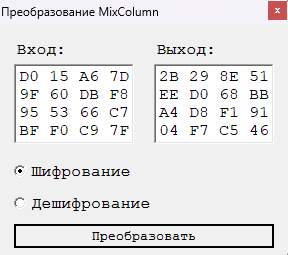 Преобразование MixColumn
Вход: Выход:
D0 15 A6 7D 2B 29 8E 51
9F 60 DB F8 EE D0 68 BB
95 53 66 C7 A4 D8 F1 91
BF F0 C9 7F 04 F7 C5 46
Шифрование
Дешифрование
Преобразовать